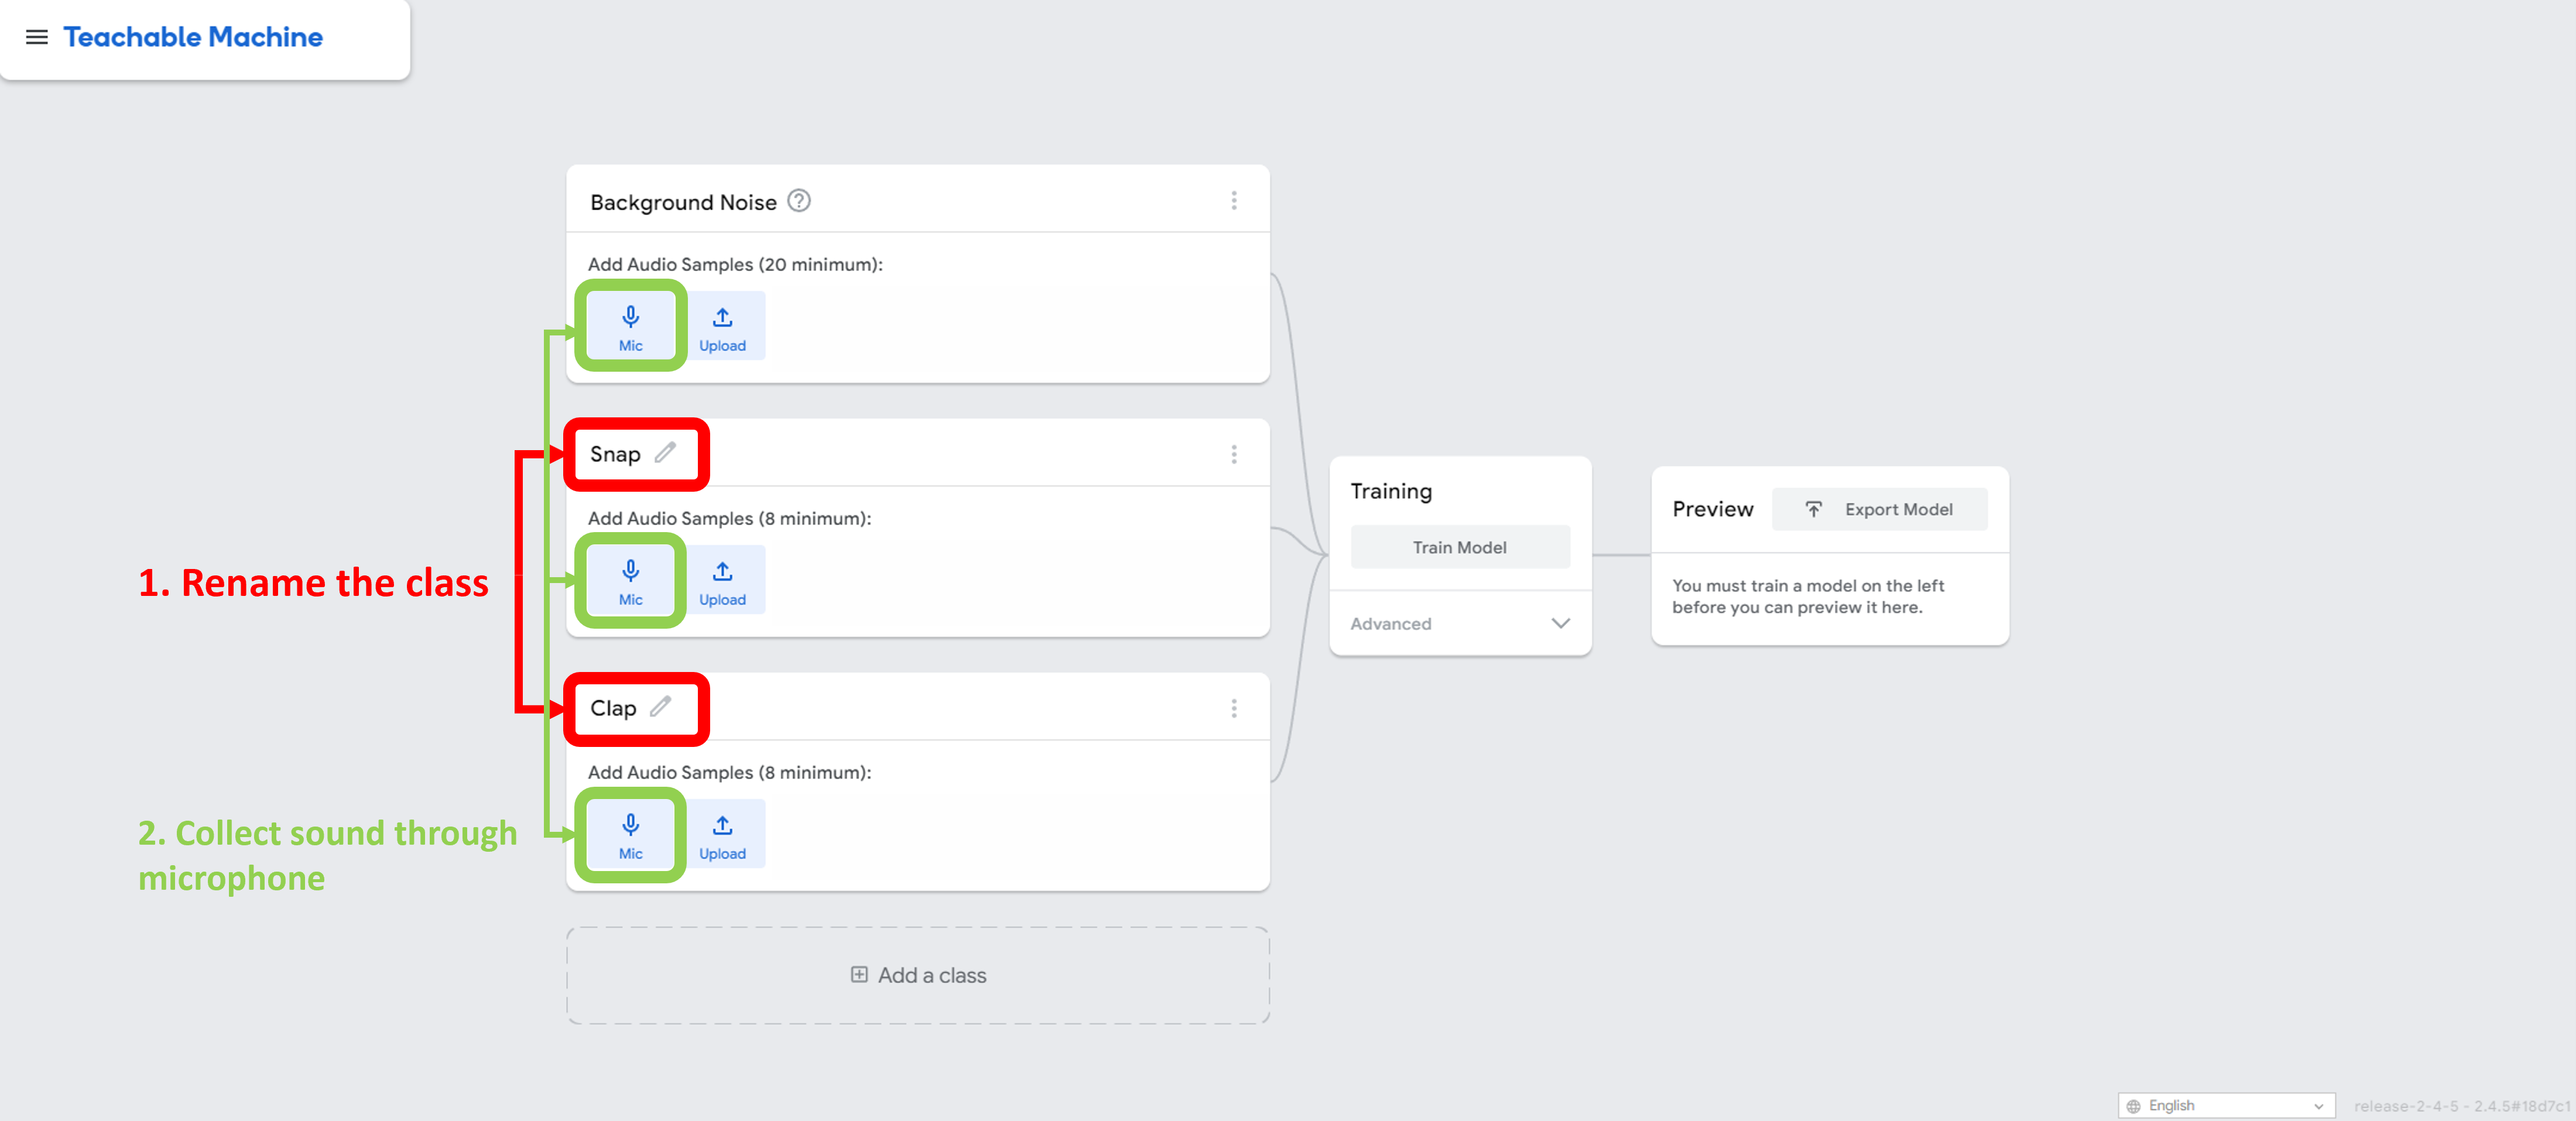 Teachable Machine
Background Noise
Add Audio Samples (20 minimum):
Mic
Upload
Snap
Add Audio Samples (8 minimum):
Mic
Upload
1. Rename the class
Clap
Add Audio Samples (8 minimum):
Mic
Upload
2. Collect sound through
microphone
Add a class
Training
Train Model
Advanced
Preview
Export Model
You must train a model on the left
before you can preview it here.
English
release-2-4-5 - 2.4.5#18d7c1